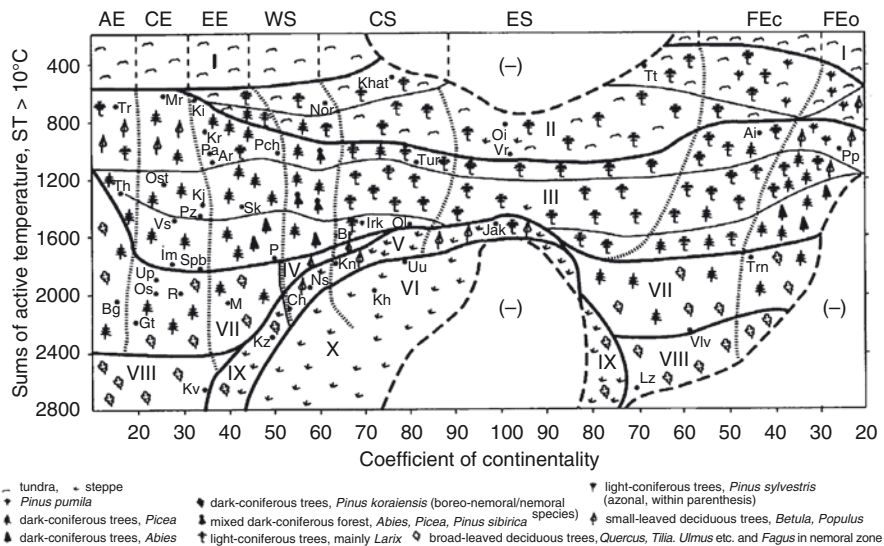 AE CE EE WS CS ES FEc FEo
Sums of active temperature, ST > 10°C
400
800
1200
1600
2000
2400
2800
I (–) I
Khat Tt
Tr Mr Ki Nor II
Kr Oi Ai
Pa Ar Pch Tur Vr Pp
Th Ost III
Kj Sk
Vs Pz Br Irk Ol Jak
Im Spb P IV Kn V Uu Trn
Up Ns VI VII
Os R M Ch Kh (–) (–)
Bg Gt VII Kz X Vlv
VIII IX IX VIII
Kv Lz
20 30 40 50 60 70 80 90 100 90 80 70 60 50 40 30 20
Coefficient of continentality
tundra, steppe
Pinus pumila
dark-coniferous trees, Picea
dark-coniferous trees, Abies
dark-coniferous trees, Pinus koraiensis (boreo-nemoral/nemoral species)
mixed dark-coniferous forest, Abies, Picea, Pinus sibirica
light-coniferous trees, mainly Larix
light-coniferous trees, Pinus sylvestris
(azonal, within parenthesis)
small-leaved deciduous trees, Betula, Populus
broad-leaved deciduous trees, Quercus, Tilia. Ulmus etc. and Fagus in nemoral zone